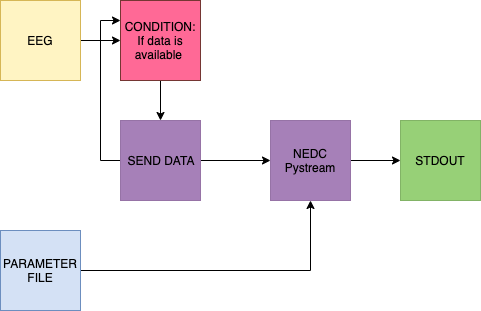 EEG
CONDITION:
If data is
available
SEND DATA
NEDC
Pystream
STDOUT
PARAMETER
FILE